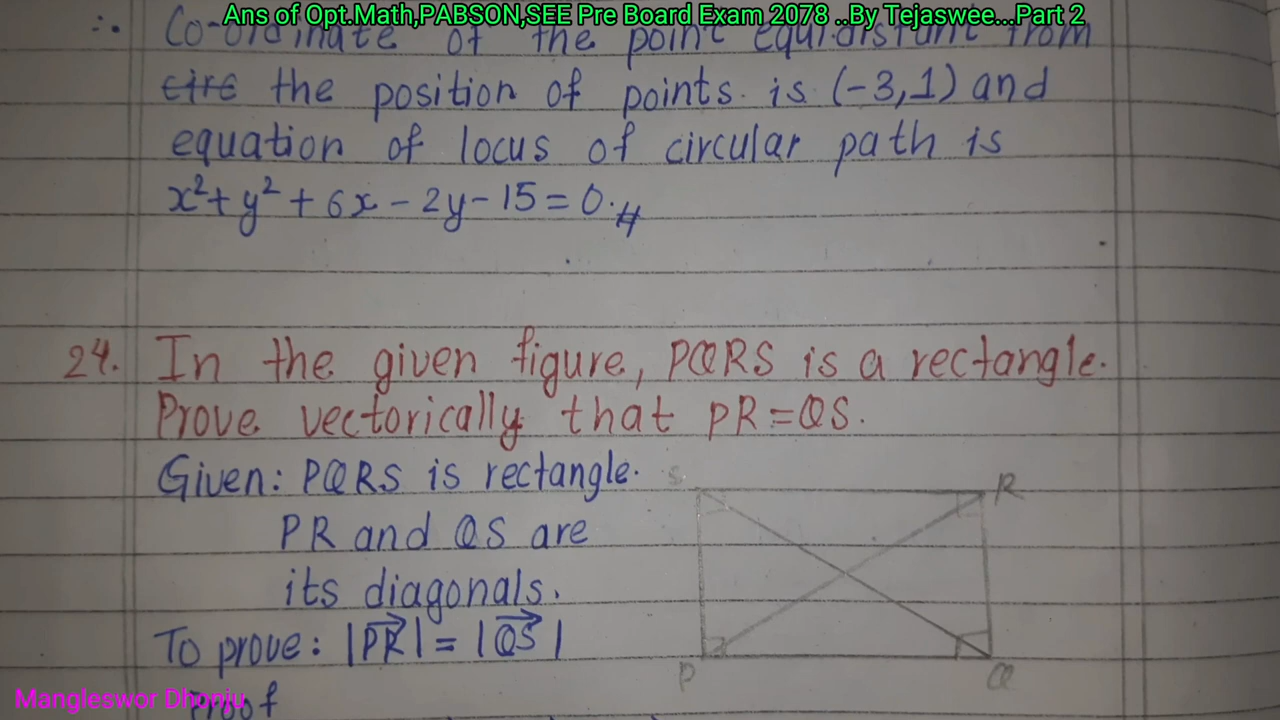 Ans of Opt.Math,PABSON,SEE Pre Board Exam 2078 ..By Tejaswee...Part 2
∴ Co-ordinate of the point equidistant from
the position of points is (-3,1) and
equation of locus of circular path is
x²+y²+6x-2y-15=0.#
24. In the given figure, PQRS is a rectangle.
Prove vectorically that PR=QS.
Given: PQRS is rectangle.
PR and QS are
its diagonals.
To prove: |PR→| = |QS→|
Proof
S R
P Q
Mangleswor Dhonju